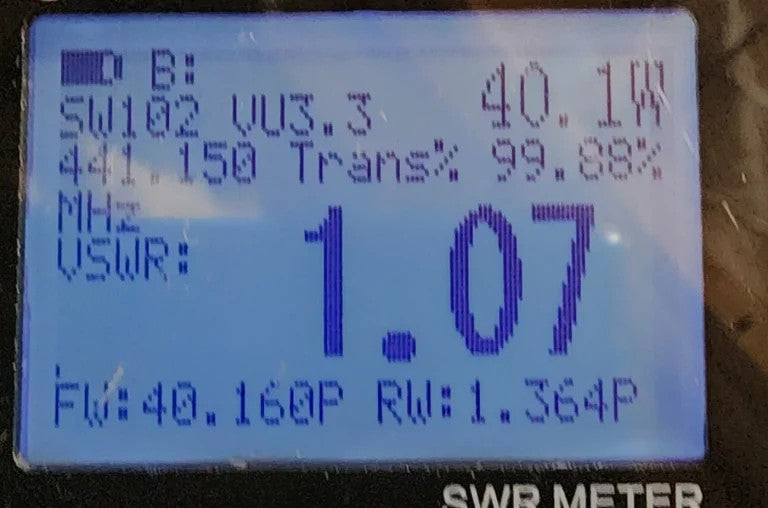 B:
SW102 VU3.3 40.1W
441.150 Trans% 99.88%
MHz
VSWR: 1.07
FW:40.160P RW:1.364P
SWR METER